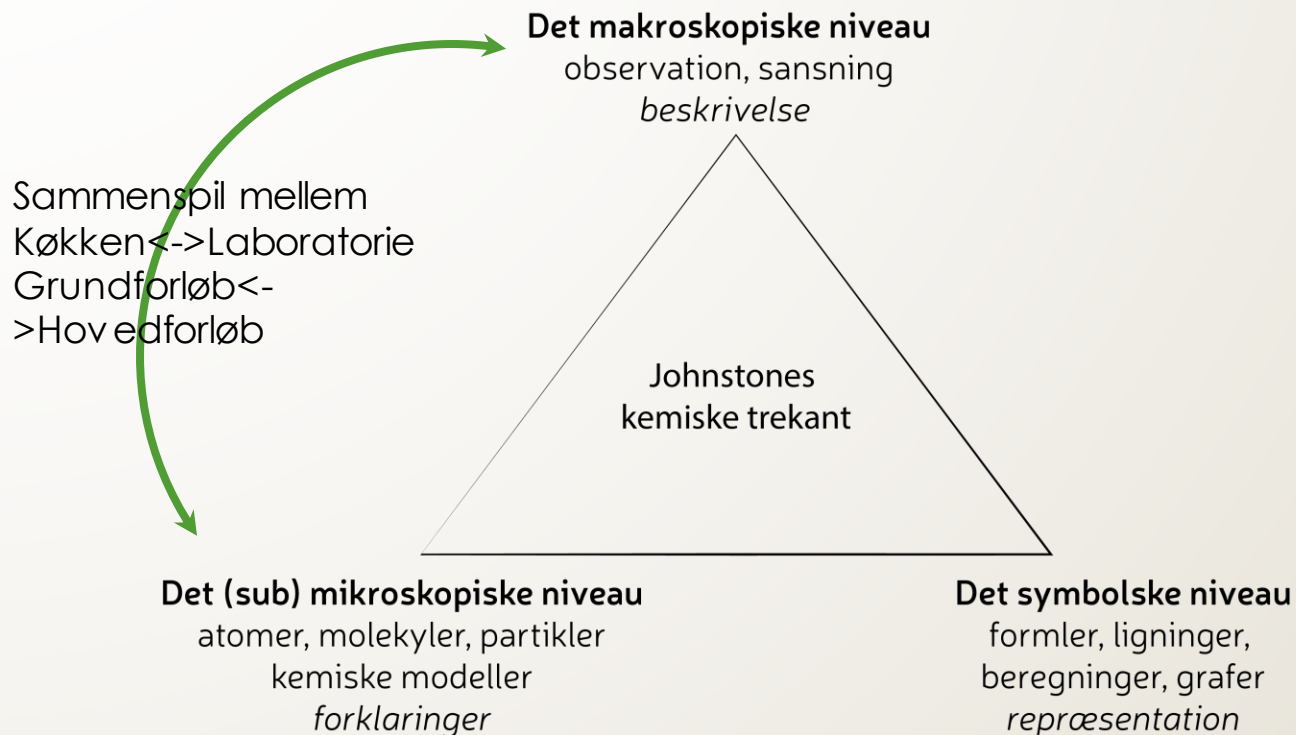 Det makroskopiske niveau
observation, sansning
beskrivelse
Sammenspil mellem
Køkken<->Laboratorie
Grundforløb<-
>Hovedforløb
Johnstones
kemiske trekant
Det (sub) mikroskopiske niveau
atomer, molekyler, partikler
kemiske modeller
forklaringer
Det symbolske niveau
formler, ligninger,
beregninger, grafer
repræsentation